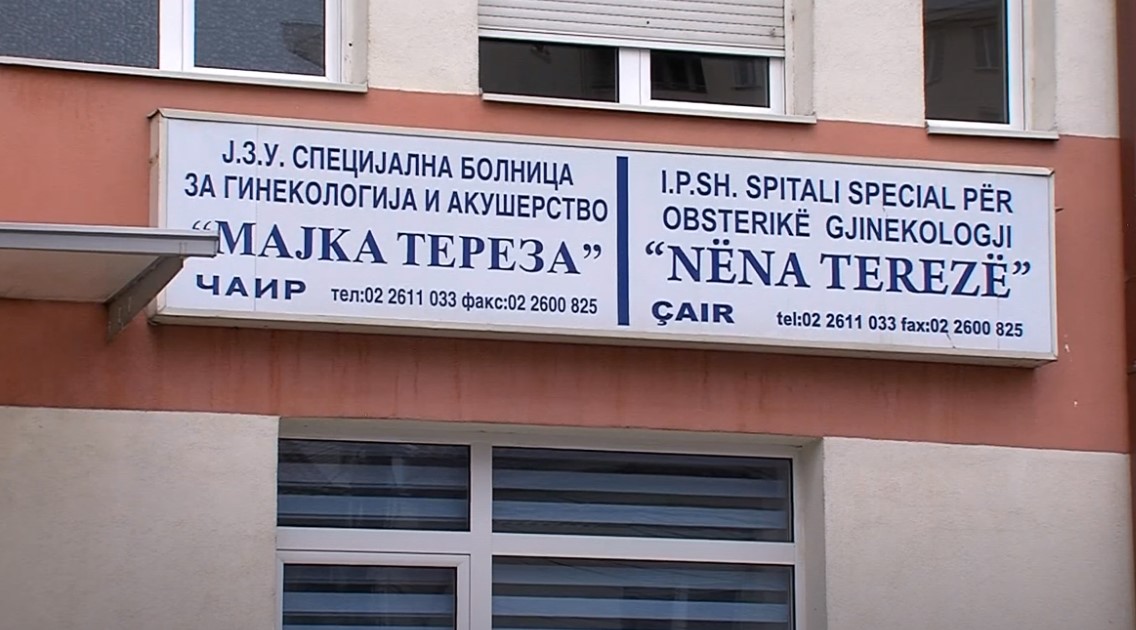 Ј.З.У. СПЕЦИЈАЛНА БОЛНИЦА
ЗА ГИНЕКОЛОГИЈА И АКУШЕРСТВО
“МАЈКА ТЕРЕЗА”
ЧАИР тел:02 2611 033 факс:02 2600 825
I.P.SH. SPITALI SPECIAL PËR
OBSTERIKË GJINEKOLOGJI
“NËNA TEREZË”
ÇAIR tel:02 2611 033 fax:02 2600 825